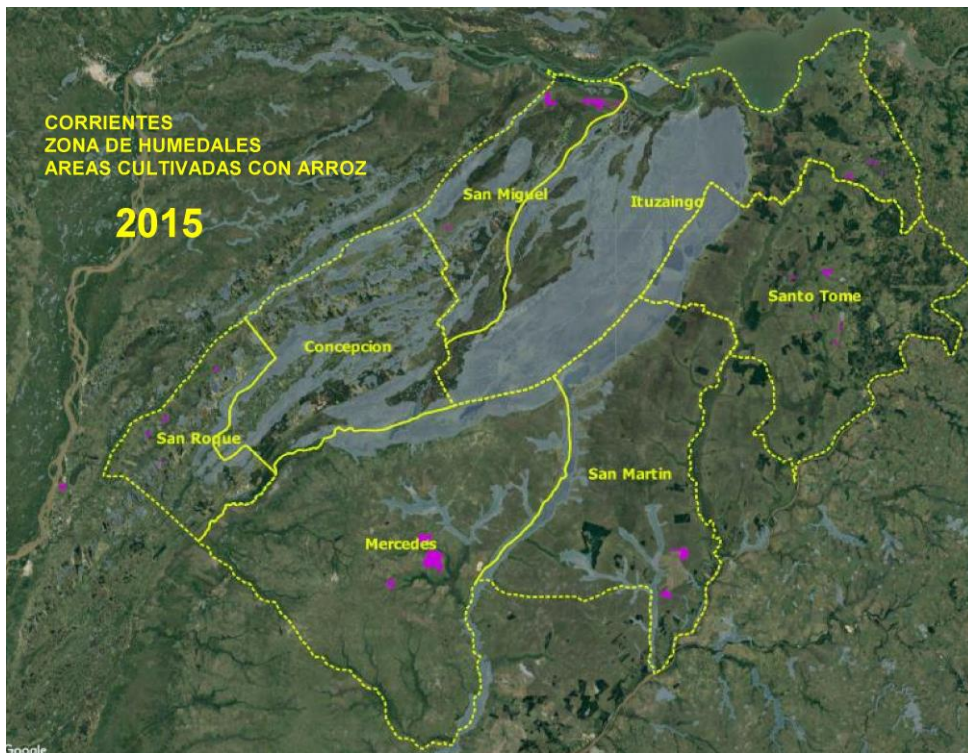 CORRIENTES
ZONA DE HUMEDALES
AREAS CULTIVADAS CON ARROZ
2015
San Miguel
Ituzaingo
Santo Tome
Concepcion
San Roque
San Martin
Mercedes
Google